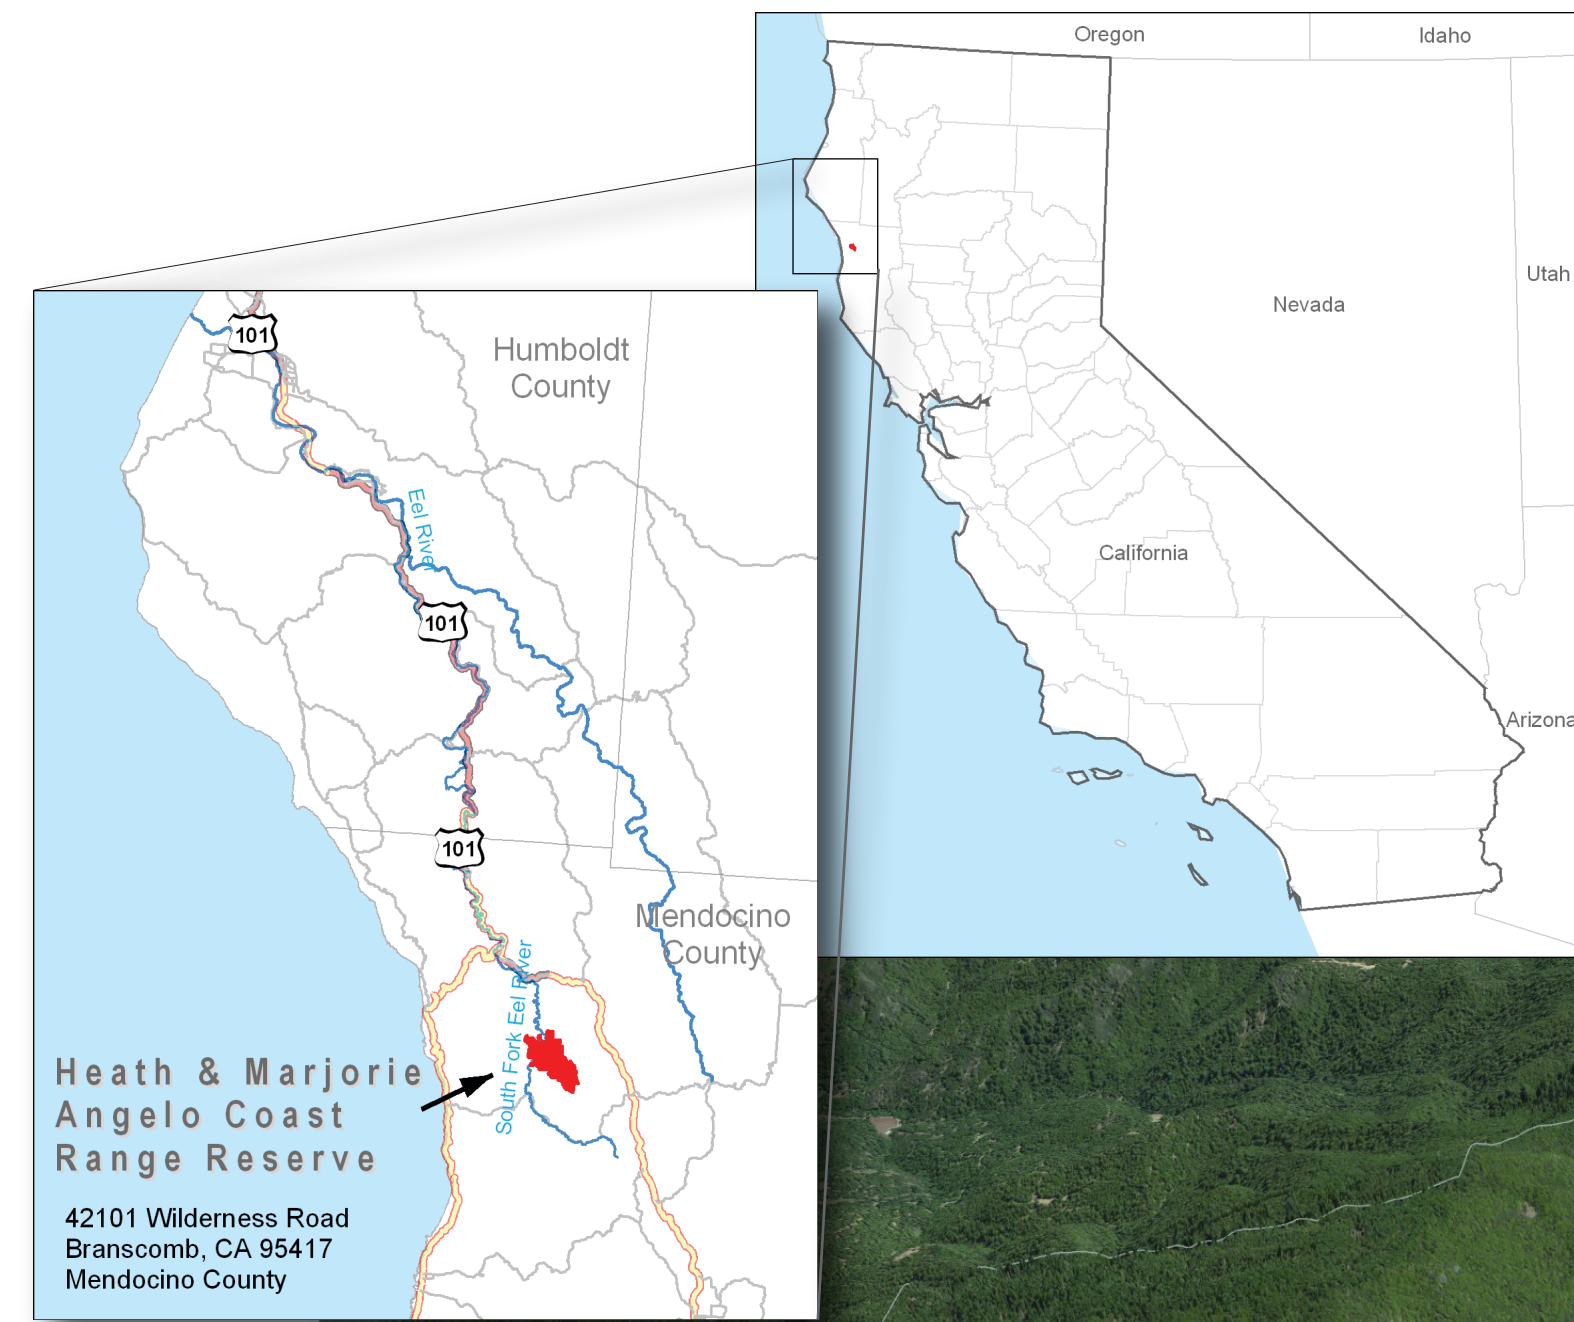 Oregon
Idaho
Nevada
Utah
California
Arizona
101
Humboldt
County
Eel River
101
101
Mendocino
County
South Fork Eel River
Heath & Marjorie
Angelo Coast
Range Reserve
42101 Wilderness Road
Branscomb, CA 95417
Mendocino County